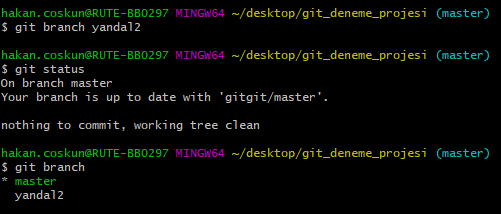 hakan.coskun@RUTE-BB0297 MINGW64 ~/desktop/git_deneme_projesi (master)
$ git branch yandal2
hakan.coskun@RUTE-BB0297 MINGW64 ~/desktop/git_deneme_projesi (master)
$ git status
On branch master
Your branch is up to date with 'gitgit/master'.
nothing to commit, working tree clean
hakan.coskun@RUTE-BB0297 MINGW64 ~/desktop/git_deneme_projesi (master)
$ git branch
* master
  yandal2